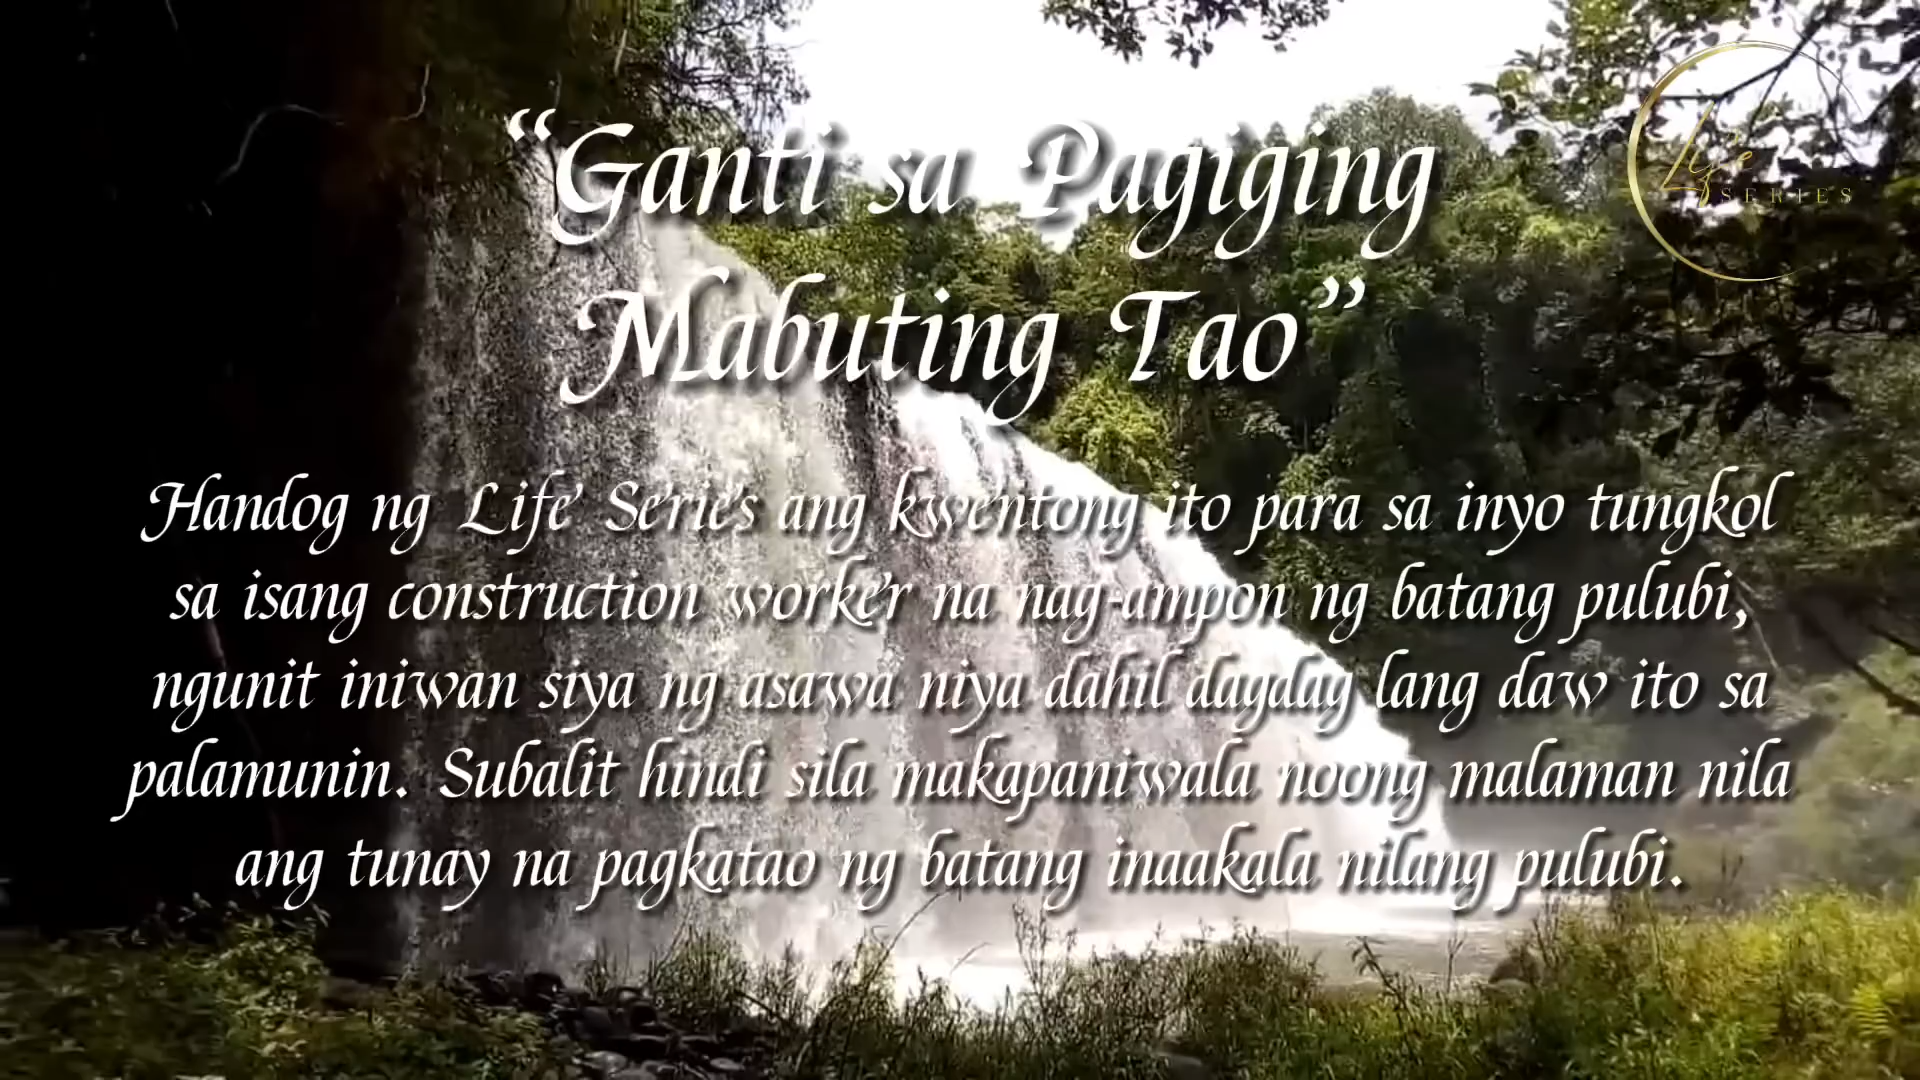 “Ganti sa Pagiging
Mabuting Tao”
Life
SERIES
Handog ng Life Series ang kwentong ito para sa inyo tungkol
sa isang construction worker na nag-ampon ng batang pulubi,
ngunit iniwan siya ng asawa niya dahil dagdag lang daw ito sa
palamunin. Subalit hindi sila makapaniwala noong malaman nila
ang tunay na pagkatao ng batang inaakala nilang pulubi.